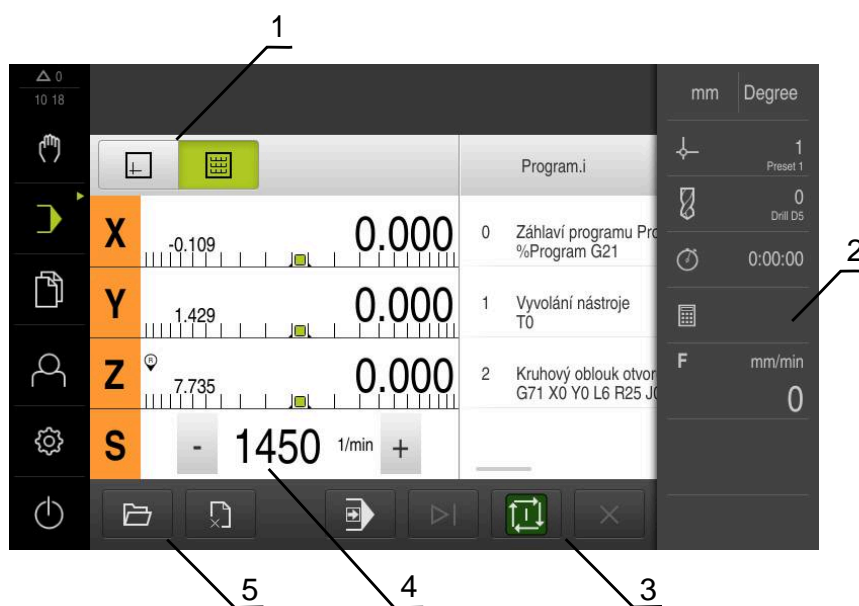 1
0
10 18
mm Degree
Program.i
1
Preset 1
X -0.109 0.000
0 Záhlaví programu Pro
%Program G21
0
Drill D5
2
0:00:00
Y 1.429 0.000
1 Vyvolání nástroje
T0
Z R 7.735 0.000
2 Kruhový oblouk otvor
G71 X0 Y0 L6 R25 J0
F mm/min
0
S - 1450 1/min +
5 4 3